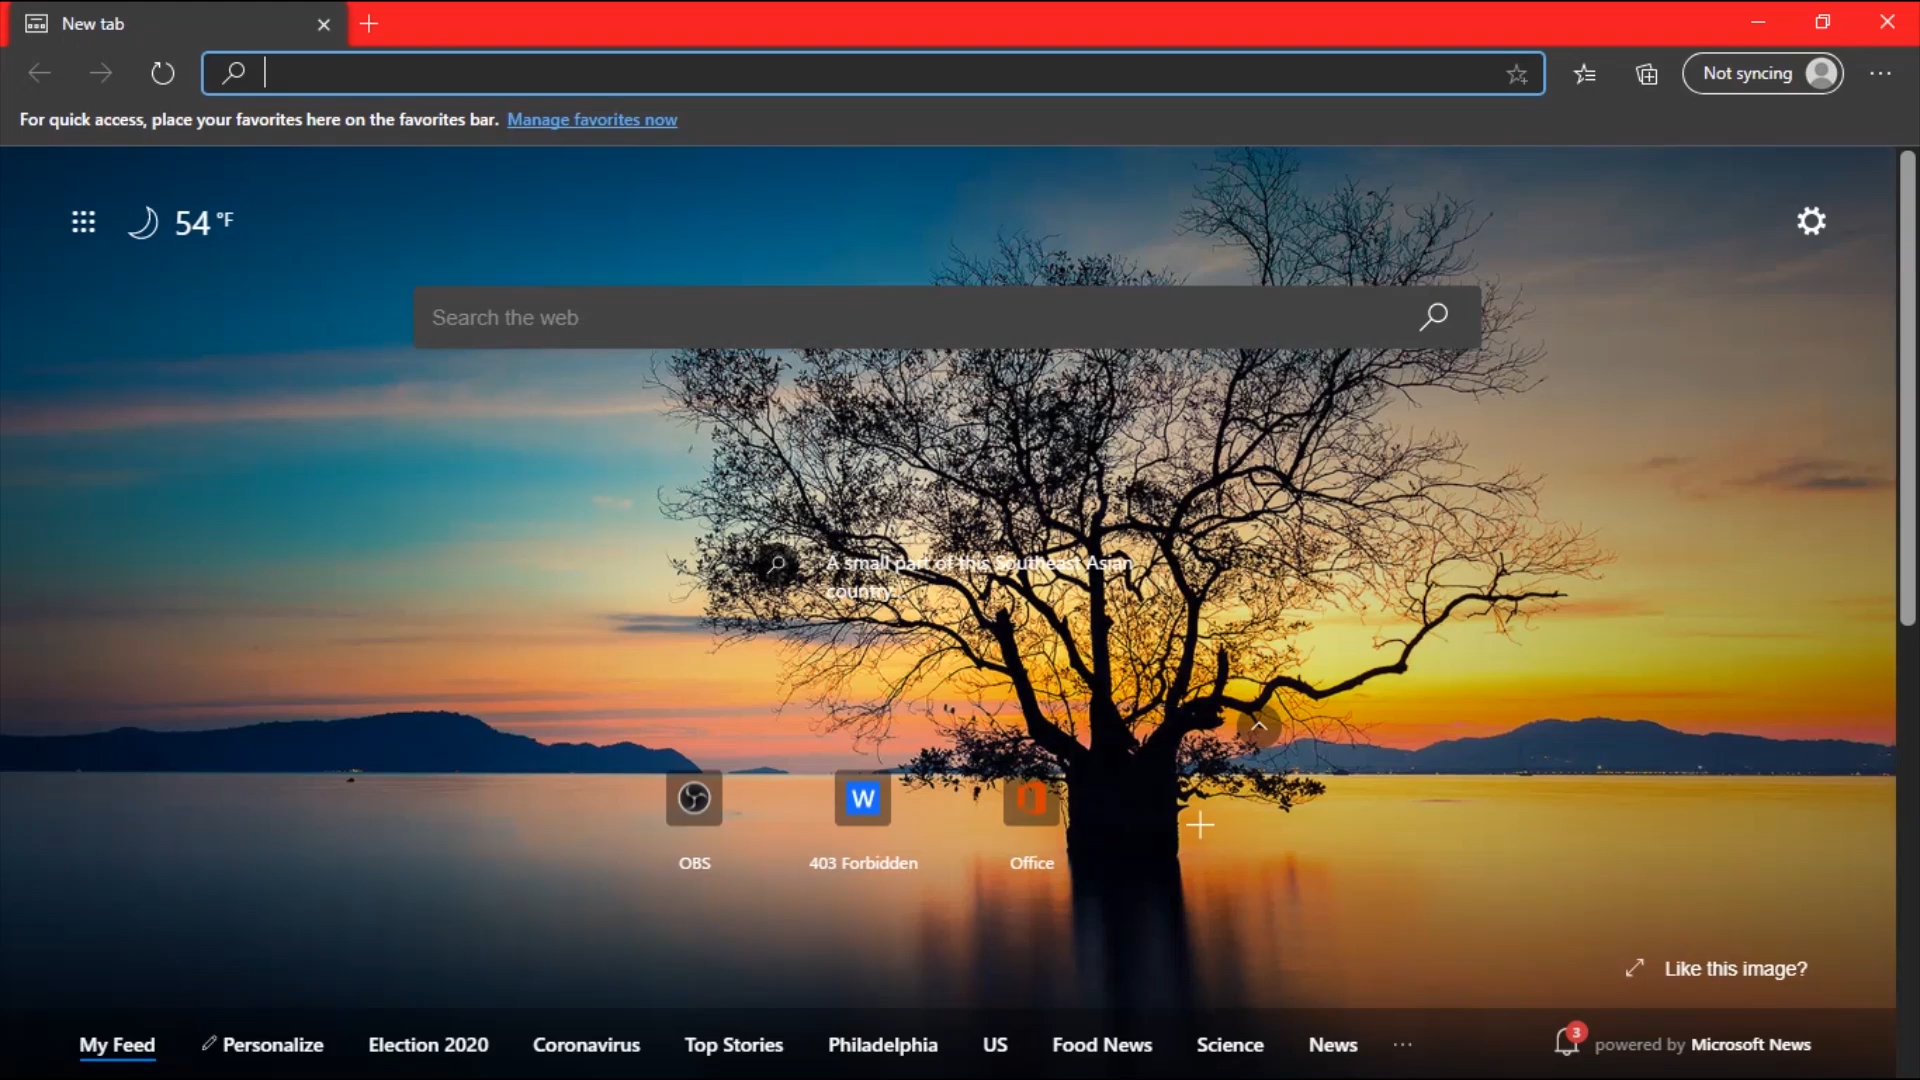 New tab
Not syncing
For quick access, place your favorites here on the favorites bar. Manage favorites now
54 °F
Search the web
A small part of this Southeast Asian
country...
W
OBS
403 Forbidden
Office
Like this image?
My Feed
Personalize
Election 2020
Coronavirus
Top Stories
Philadelphia
US
Food News
Science
News
3
powered by Microsoft News